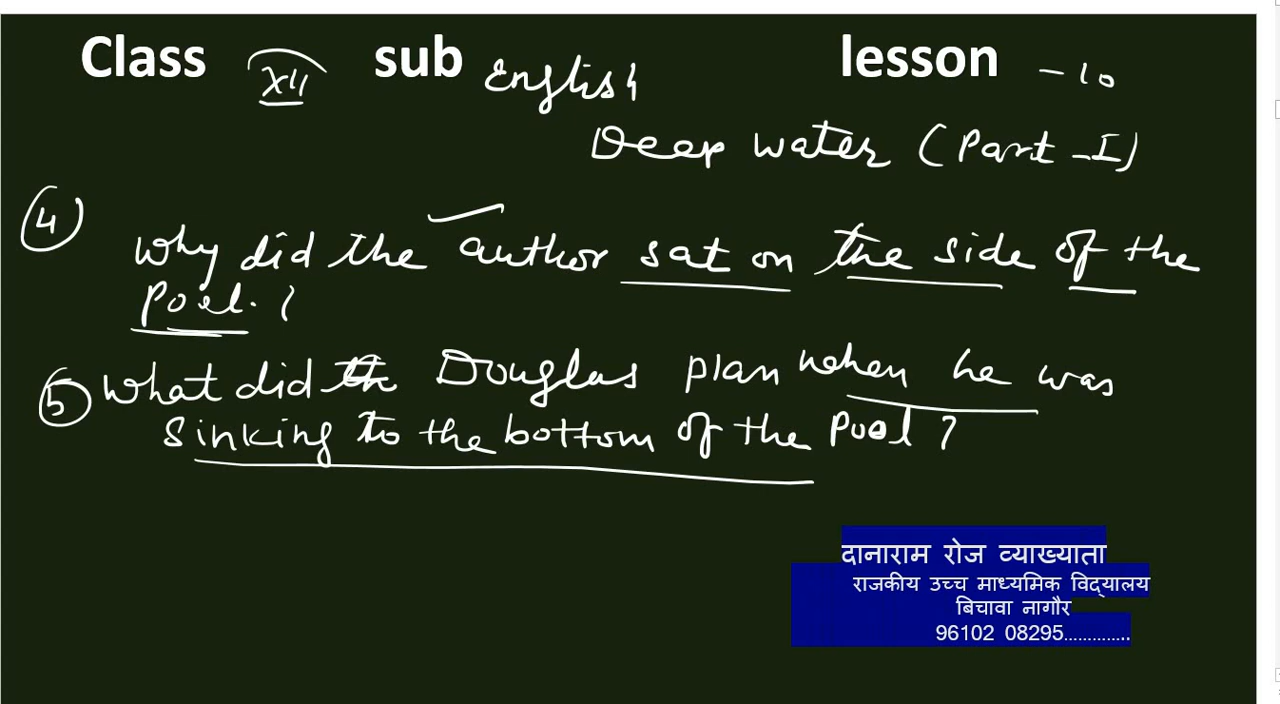 Class XII sub English lesson - 10
Deep water (Part - I)
4 Why did the author sat on the side of the
Pool. ?
5 What did the Douglas plan when he was
Sinking to the bottom of the Pool ?
दानाराम रोज व्याख्याता
राजकीय उच्च माध्यमिक विद्यालय
बिचावा नागौर
96102 08295.............